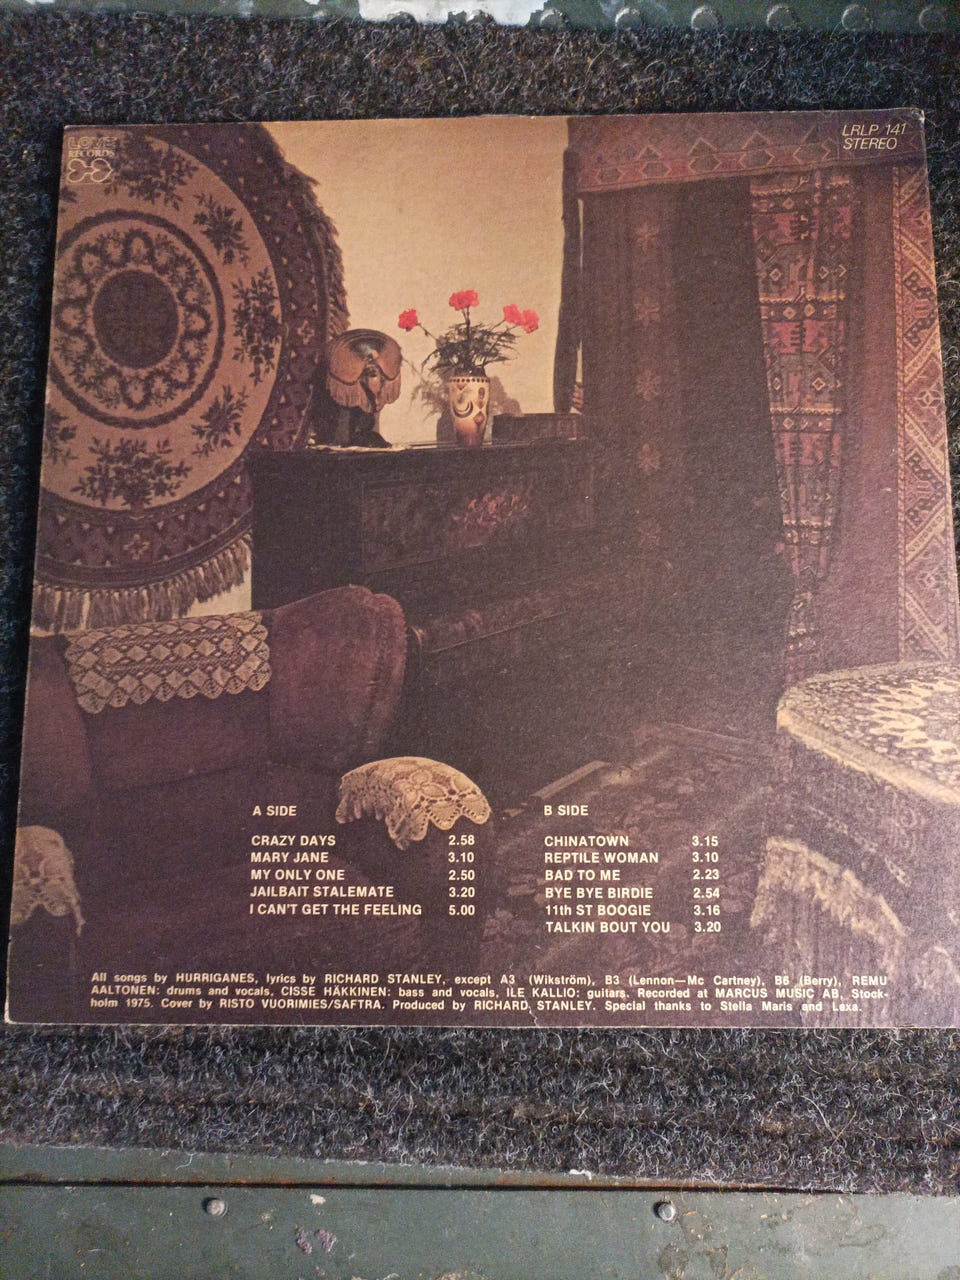 LOVE
RECORDS
LRLP 141
STEREO
A SIDE
CRAZY DAYS 2.58
MARY JANE 3.10
MY ONLY ONE 2.50
JAILBAIT STALEMATE 3.20
I CAN'T GET THE FEELING 5.00
B SIDE
CHINATOWN 3.15
REPTILE WOMAN 3.10
BAD TO ME 2.23
BYE BYE BIRDIE 2.54
11th ST BOOGIE 3.16
TALKIN BOUT YOU 3.20
All songs by HURRIGANES, lyrics by RICHARD STANLEY, except A3 (Wikström), B3 (Lennon—Mc Cartney), B6 (Berry), REMU
AALTONEN: drums and vocals, CISSE HÄKKINEN: bass and vocals, ILE KALLIO: guitars. Recorded at MARCUS MUSIC AB, Stock-
holm 1975. Cover by RISTO VUORIMIES/SAFTRA. Produced by RICHARD STANLEY. Special thanks to Stella Maris and Lexa.